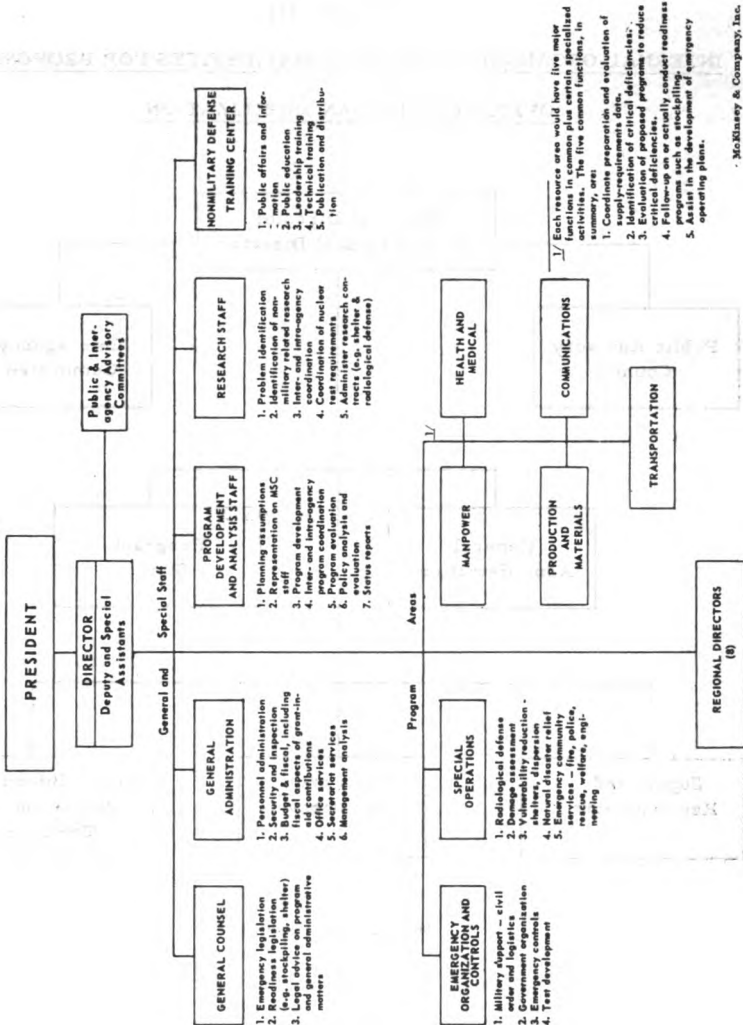 PRESIDENT
DIRECTOR
Deputy and Special
Assistants
Public & Inter-
agency Advisory
Committees
General and Special Staff
GENERAL COUNSEL
1. Emergency legislation
2. Readiness legislation
(e.g. stockpiling, shelter)
3. Legal advice on program
and general administrative
matters
GENERAL
ADMINISTRATION
1. Personnel administration
2. Security and inspection
3. Budget & fiscal, including
fiscal aspects of grant-in-
aid contributions
4. Office services
5. Secretariat services
6. Management analysis
PROGRAM
DEVELOPMENT
AND ANALYSIS STAFF
1. Planning assumptions
2. Representation on MSC
staff
3. Program development
4. Inter- and intra-agency
program coordination
5. Program evaluation
6. Policy analysis and
evaluation
7. Status reports
RESEARCH STAFF
1. Problem identification
2. Identification of non-
military related research
3. Inter- and intra-agency
coordination
4. Coordination of nuclear
test requirements
5. Administer research con-
tracts (e.g. shelter &
radiological defense)
NONMILITARY DEFENSE
TRAINING CENTER
1. Public affairs and infor-
mation
2. Public education
3. Leadership training
4. Technical training
5. Publication and distribu-
tion
Program Areas
1/
EMERGENCY
ORGANIZATION AND
CONTROLS
1. Military support – civil
order and logistics
2. Government organization
3. Emergency controls
4. Test development
SPECIAL
OPERATIONS
1. Radiological defense
2. Damage assessment
3. Vulnerability reduction -
shelters, dispersion
4. Natural disaster relief
5. Emergency community
services – fire, police,
rescue, welfare, engi-
neering
MANPOWER
HEALTH AND
MEDICAL
PRODUCTION
AND
MATERIALS
COMMUNICATIONS
TRANSPORTATION
REGIONAL DIRECTORS
(8)
1/ Each resource area would have five major
functions in common plus certain specialized
activities. The five common functions, in
summary, are:
1. Coordinate preparation and evaluation of
supply-requirements data.
2. Identification of critical deficiencies.
3. Evaluation of proposed programs to reduce
critical deficiencies.
4. Follow-up on or actually conduct readiness
programs such as stockpiling.
5. Assist in the development of emergency
operating plans.
McKinsey & Company, Inc.